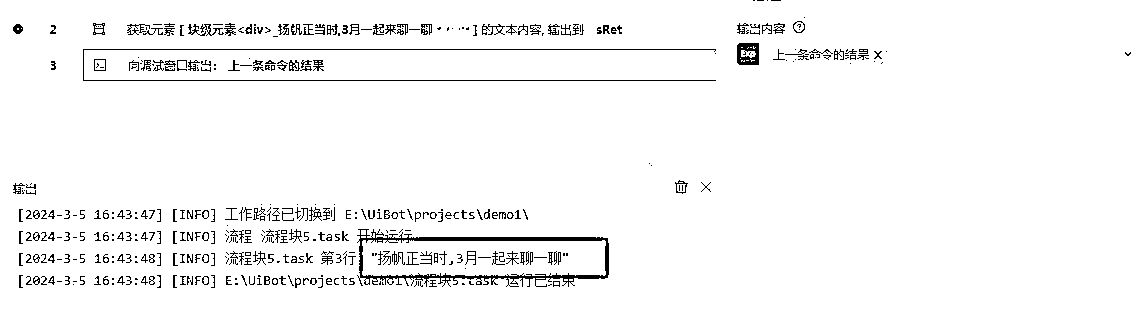 2 获取元素 [ 块级元素<div>_扬帆正当时,3月一起来聊一聊 ] 的文本内容, 输出到 sRet
3 向调试窗口输出: 上一条命令的结果
输出内容
上一条命令的结果
输出
[2024-3-5 16:43:47] [INFO] 工作路径已切换到 E:\UiBot\projects\demo1\
[2024-3-5 16:43:47] [INFO] 流程 流程块5.task 开始运行
[2024-3-5 16:43:48] [INFO] 流程块5.task 第3行: "扬帆正当时,3月一起来聊一聊"
[2024-3-5 16:43:48] [INFO] E:\UiBot\projects\demo1\流程块5.task 运行已结束